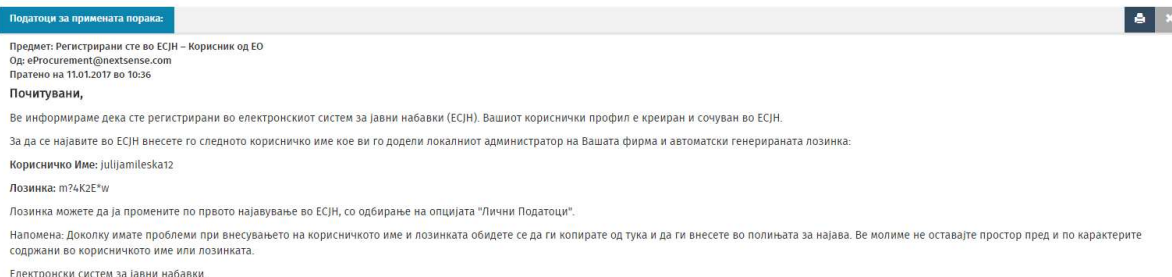 Податоци за примената порака:
Предмет: Регистрирани сте во ЕСЈН – Корисник од ЕО
Од: eProcurement@nextsense.com
Пратено на 11.01.2017 во 10:36
Почитувани,
Ве информираме дека сте регистрирани во електронскиот систем за јавни набавки (ЕСЈН). Вашиот кориснички профил е креиран и сочуван во ЕСЈН.
За да се најавите во ЕСЈН внесете го следното корисничко име кое ви го додели локалниот администратор на Вашата фирма и автоматски генерираната лозинка:
Корисничко Име: julijamileska12
Лозинка: m?4K2E*w
Лозинка можете да ја промените по првото најавување во ЕСЈН, со одбирање на опцијата "Лични Податоци".
Напомена: Доколку имате проблеми при внесувањето на корисничкото име и лозинката обидете се да ги копирате од тука и да ги внесете во полињата за најава. Ве молиме не оставајте простор пред и по карактерите
содржани во корисничкото име или лозинката.
Електронски систем за јавни набавки